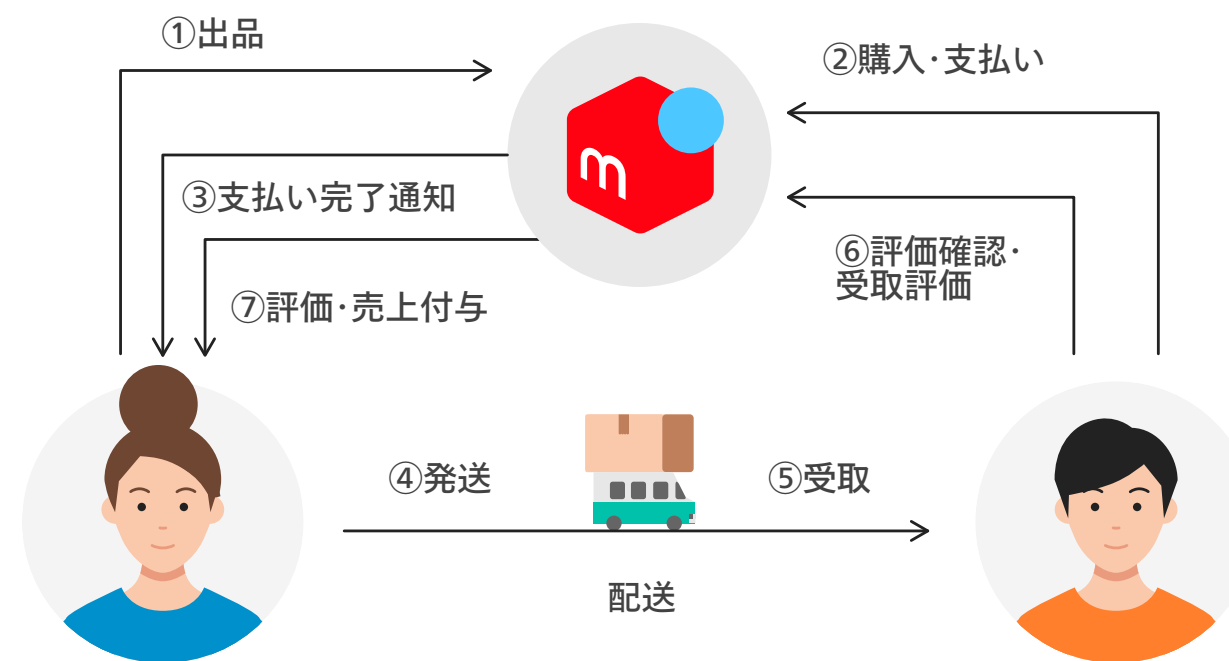 ①出品
②購入･支払い
m
③支払い完了通知
⑥評価確認･
受取評価
⑦評価･売上付与
④発送
⑤受取
配送